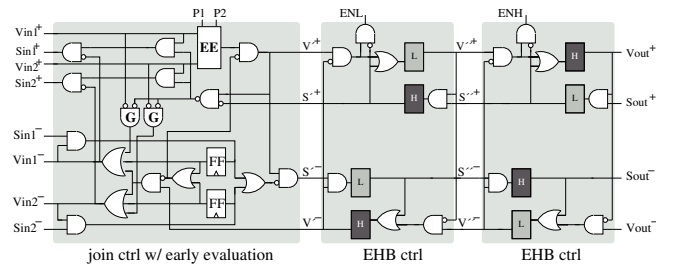 P1 P2 ENL ENH
Vin1+
Sin1+
Vin2+
Sin2+
EE
V´+ V´´+ Vout+
L H
S´+ S´´+ Sout+
H L
G G
Sin1−
Vin1−
FF
S´− S´´− Sout−
L H
Vin2−
FF
Sin2−
H L
V´− V´´− Vout−
join ctrl w/ early evaluation EHB ctrl EHB ctrl